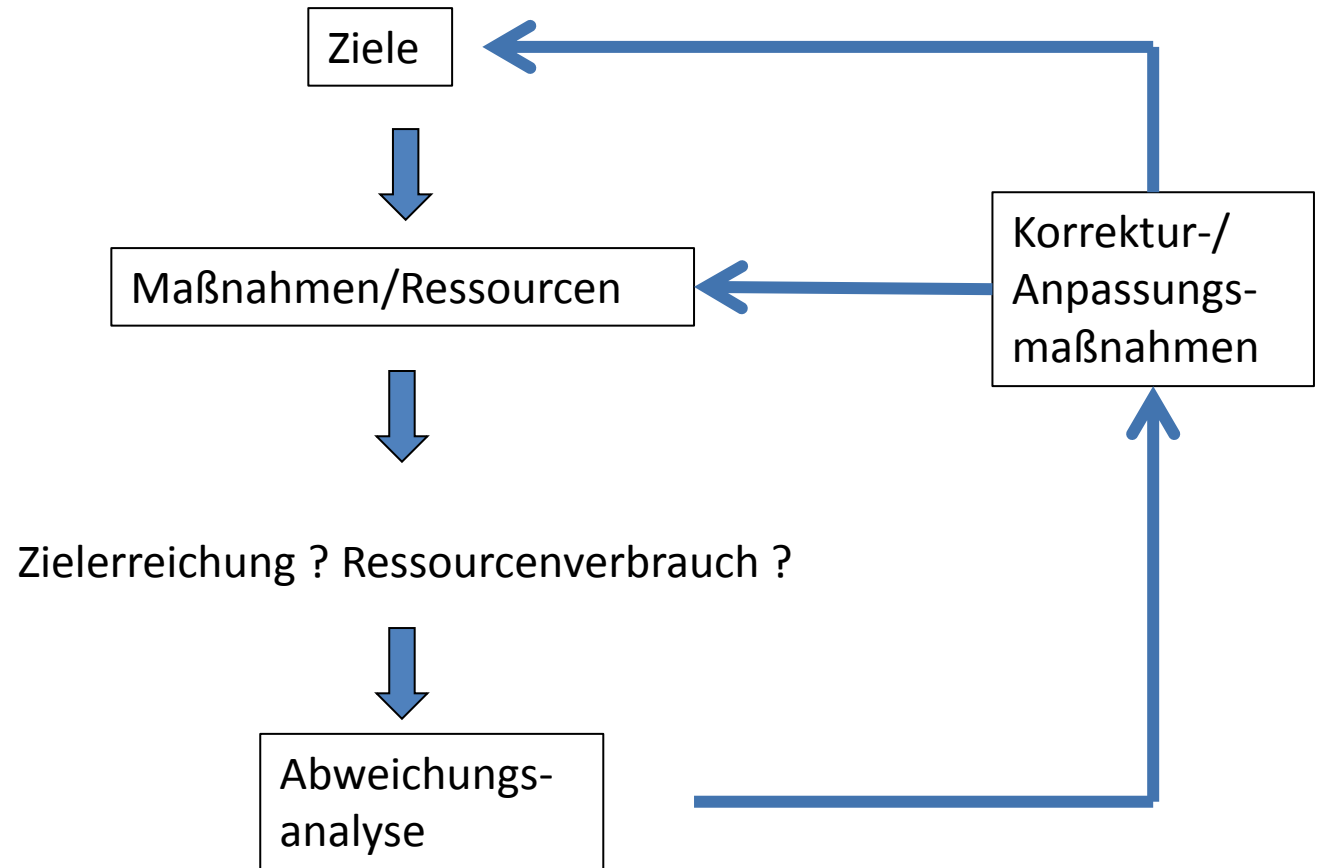 Ziele
Maßnahmen/Ressourcen
Korrektur-/
Anpassungs-
maßnahmen
Zielerreichung ? Ressourcenverbrauch ?
Abweichungs-
analyse